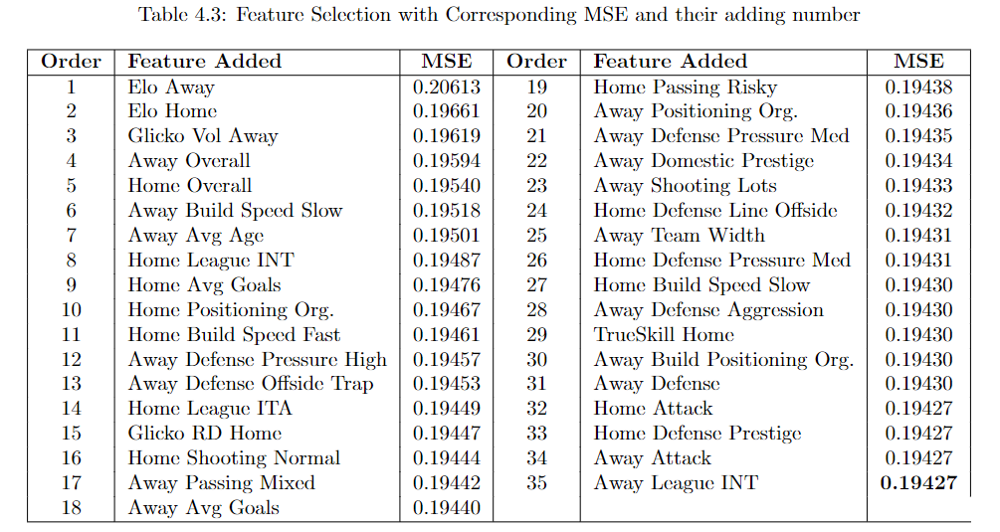 Table 4.3: Feature Selection with Corresponding MSE and their adding number
Order Feature Added MSE Order Feature Added MSE
1 Elo Away 0.20613 19 Home Passing Risky 0.19438
2 Elo Home 0.19661 20 Away Positioning Org. 0.19436
3 Glicko Vol Away 0.19619 21 Away Defense Pressure Med 0.19435
4 Away Overall 0.19594 22 Away Domestic Prestige 0.19434
5 Home Overall 0.19540 23 Away Shooting Lots 0.19433
6 Away Build Speed Slow 0.19518 24 Home Defense Line Offside 0.19432
7 Away Avg Age 0.19501 25 Away Team Width 0.19431
8 Home League INT 0.19487 26 Home Defense Pressure Med 0.19431
9 Home Avg Goals 0.19476 27 Home Build Speed Slow 0.19430
10 Home Positioning Org. 0.19467 28 Away Defense Aggression 0.19430
11 Home Build Speed Fast 0.19461 29 TrueSkill Home 0.19430
12 Away Defense Pressure High 0.19457 30 Away Build Positioning Org. 0.19430
13 Away Defense Offside Trap 0.19453 31 Away Defense 0.19430
14 Home League ITA 0.19449 32 Home Attack 0.19427
15 Glicko RD Home 0.19447 33 Home Defense Prestige 0.19427
16 Home Shooting Normal 0.19444 34 Away Attack 0.19427
17 Away Passing Mixed 0.19442 35 Away League INT 0.19427
18 Away Avg Goals 0.19440